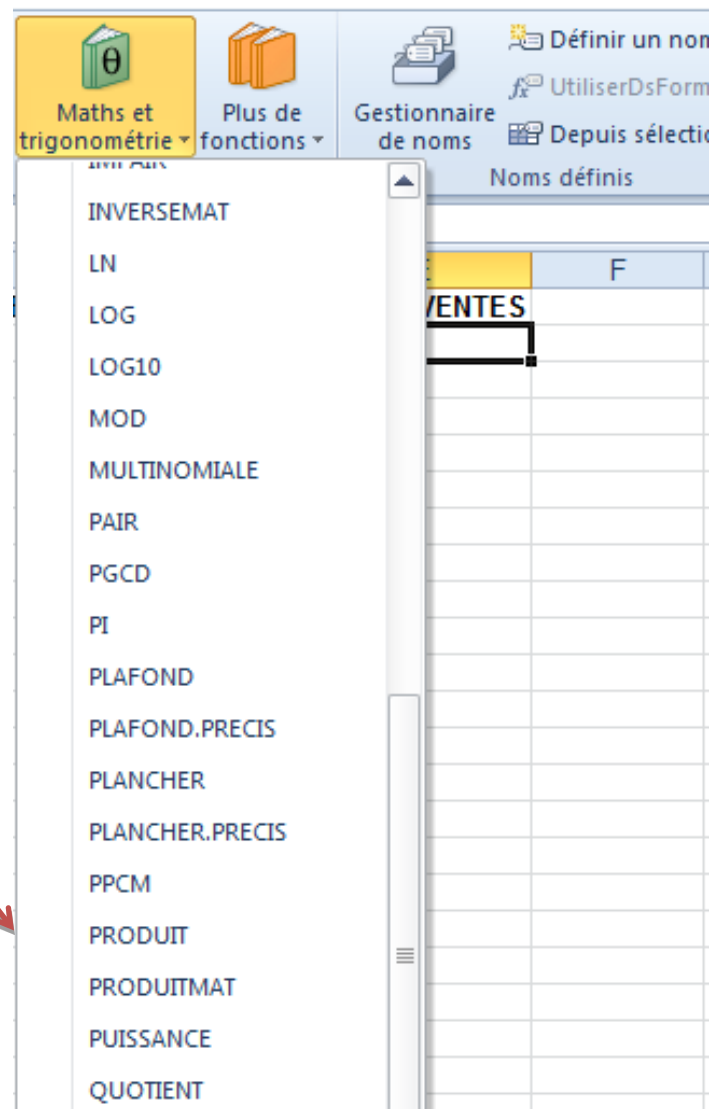 θ
Maths et
trigonométrie
Plus de
fonctions
Gestionnaire
de noms
Définir un nom
UtiliserDsForm
Depuis sélectio
Noms définis
IMPAIR
INVERSEMAT
LN
LOG
LOG10
MOD
MULTINOMIALE
PAIR
PGCD
PI
PLAFOND
PLAFOND.PRECIS
PLANCHER
PLANCHER.PRECIS
PPCM
PRODUIT
PRODUITMAT
PUISSANCE
QUOTIENT
F
VENTES